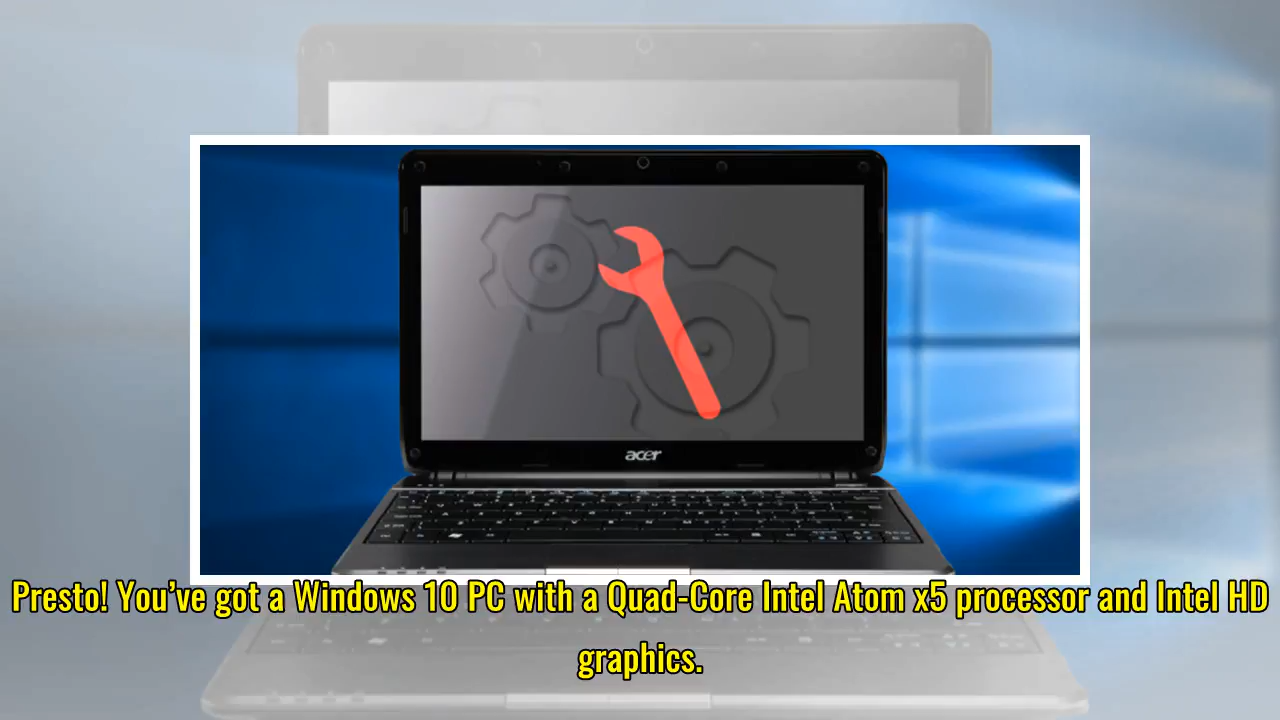 acer
Presto! You’ve got a Windows 10 PC with a Quad-Core Intel Atom x5 processor and Intel HD
graphics.